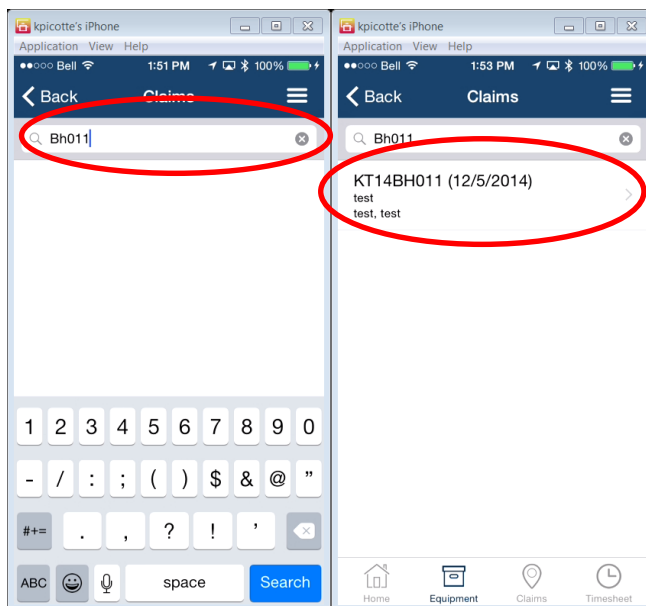 kpicotte's iPhone
Application View Help
Bell 1:51 PM 100%
Back Claims
Bh011
1 2 3 4 5 6 7 8 9 0
- / : ; ( ) $ & @ "
#+= . , ? ! '
ABC space Search
kpicotte's iPhone
Application View Help
Bell 1:53 PM 100%
Back Claims
Bh011
KT14BH011 (12/5/2014)
test
test, test
Home Equipment Claims Timesheet